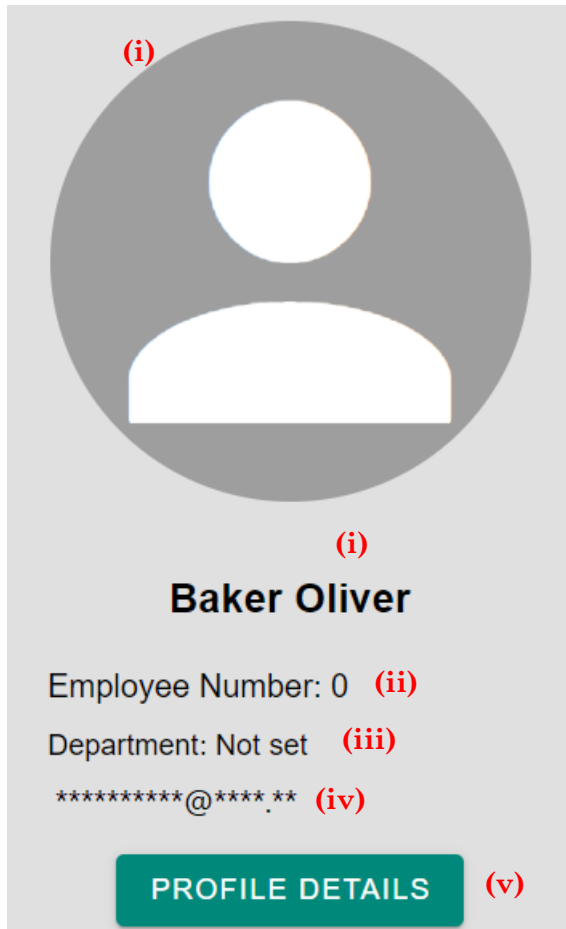 (i)
(i)
Baker Oliver
Employee Number: 0 (ii)
Department: Not set (iii)
**********@****.** (iv)
PROFILE DETAILS (v)